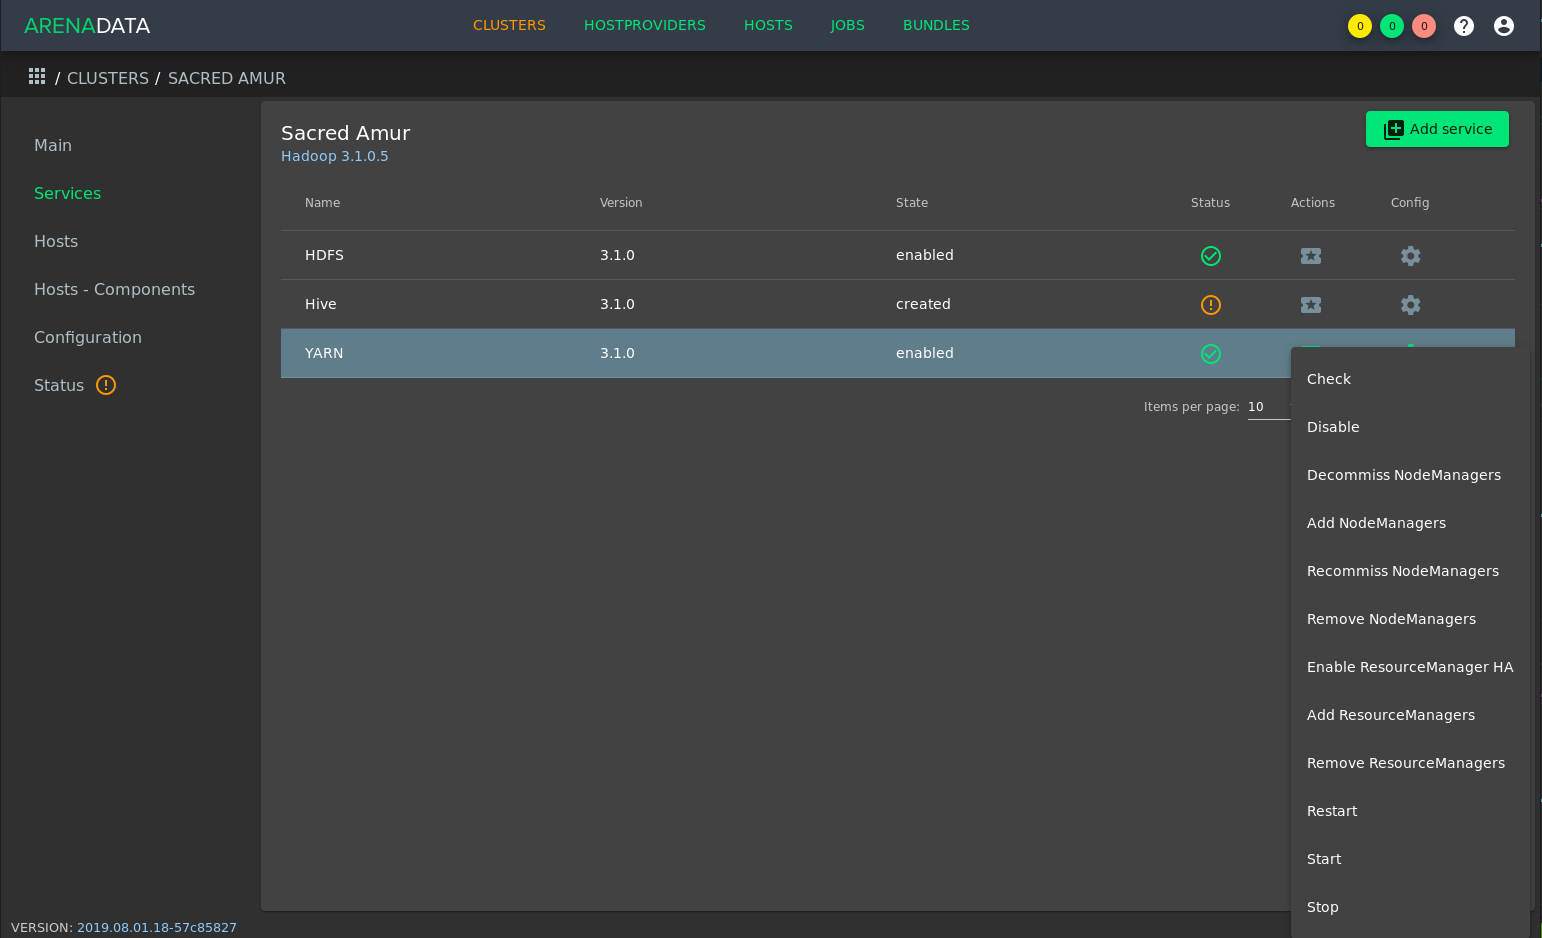 ARENADATA CLUSTERS HOSTPROVIDERS HOSTS JOBS BUNDLES 0 0 0
/ CLUSTERS / SACRED AMUR
Main
Services
Hosts
Hosts - Components
Configuration
Status
Sacred Amur
Hadoop 3.1.0.5
Add service
Name Version State Status Actions Config
HDFS 3.1.0 enabled
Hive 3.1.0 created
YARN 3.1.0 enabled
Items per page: 10
Check
Disable
Decommiss NodeManagers
Add NodeManagers
Recommiss NodeManagers
Remove NodeManagers
Enable ResourceManager HA
Add ResourceManagers
Remove ResourceManagers
Restart
Start
Stop
VERSION: 2019.08.01.18-57c85827